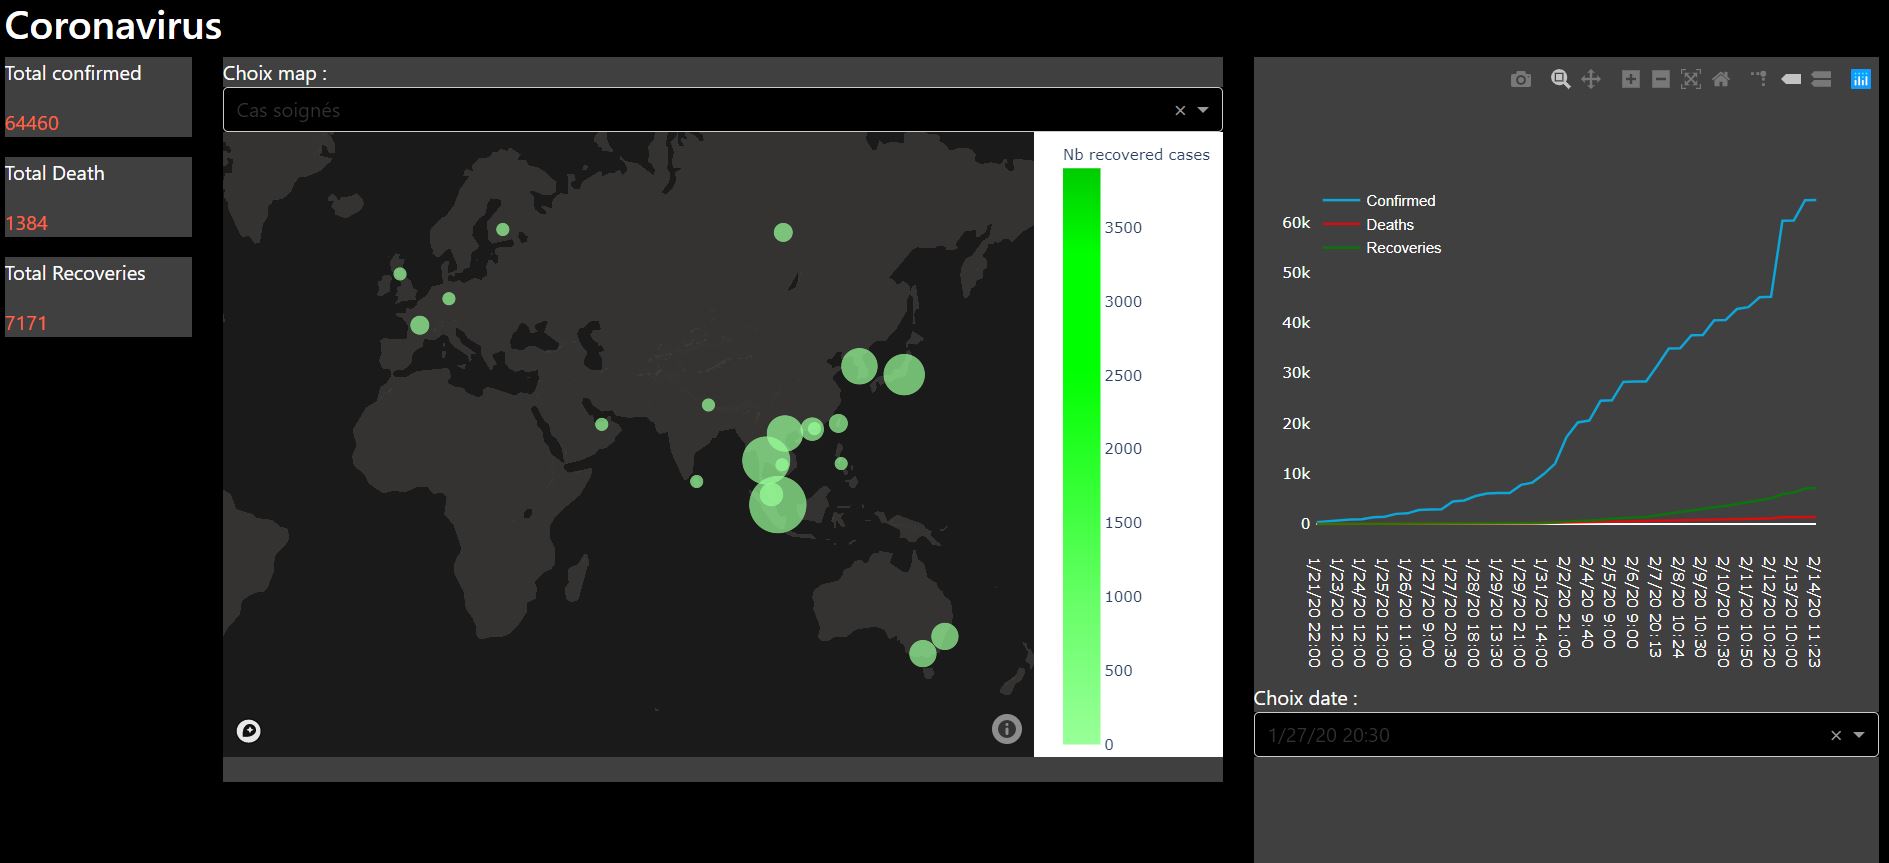 Coronavirus
Total confirmed
64460
Total Death
1384
Total Recoveries
7171
Choix map :
Cas soignés
Nb recovered cases
3500
3000
2500
2000
1500
1000
500
0
Confirmed
Deaths
Recoveries
60k
50k
40k
30k
20k
10k
0
1/21/20 22:00
1/23/20 12:00
1/24/20 12:00
1/25/20 12:00
1/26/20 11:00
1/27/20 9:00
1/27/20 20:30
1/28/20 18:00
1/29/20 13:30
1/29/20 21:00
1/31/20 14:00
2/2/20 21:00
2/4/20 9:40
2/5/20 9:00
2/6/20 9:00
2/7/20 20:13
2/8/20 10:24
2/9/20 10:30
2/10/20 10:30
2/11/20 10:50
2/12/20 10:20
2/13/20 10:00
2/14/20 11:23
Choix date :
1/27/20 20:30